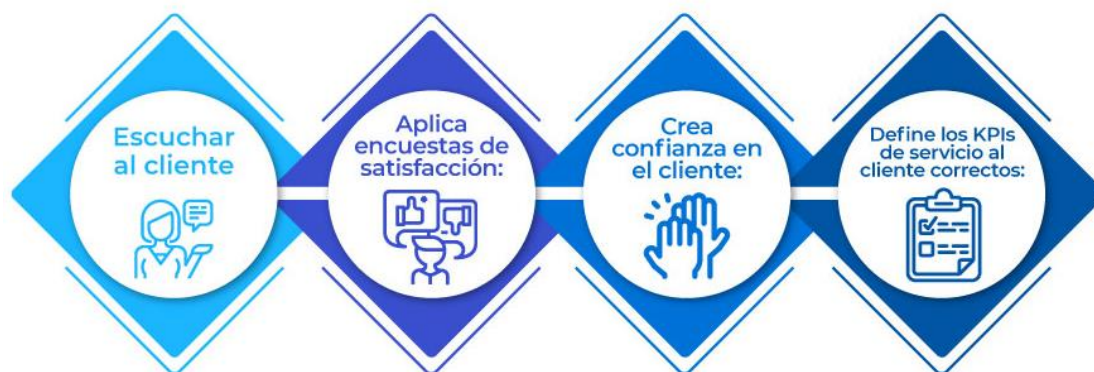 Escuchar
al cliente
Aplica
encuestas de
satisfacción:
Crea
confianza en
el cliente:
Define los KPIs
de servicio al
cliente correctos: